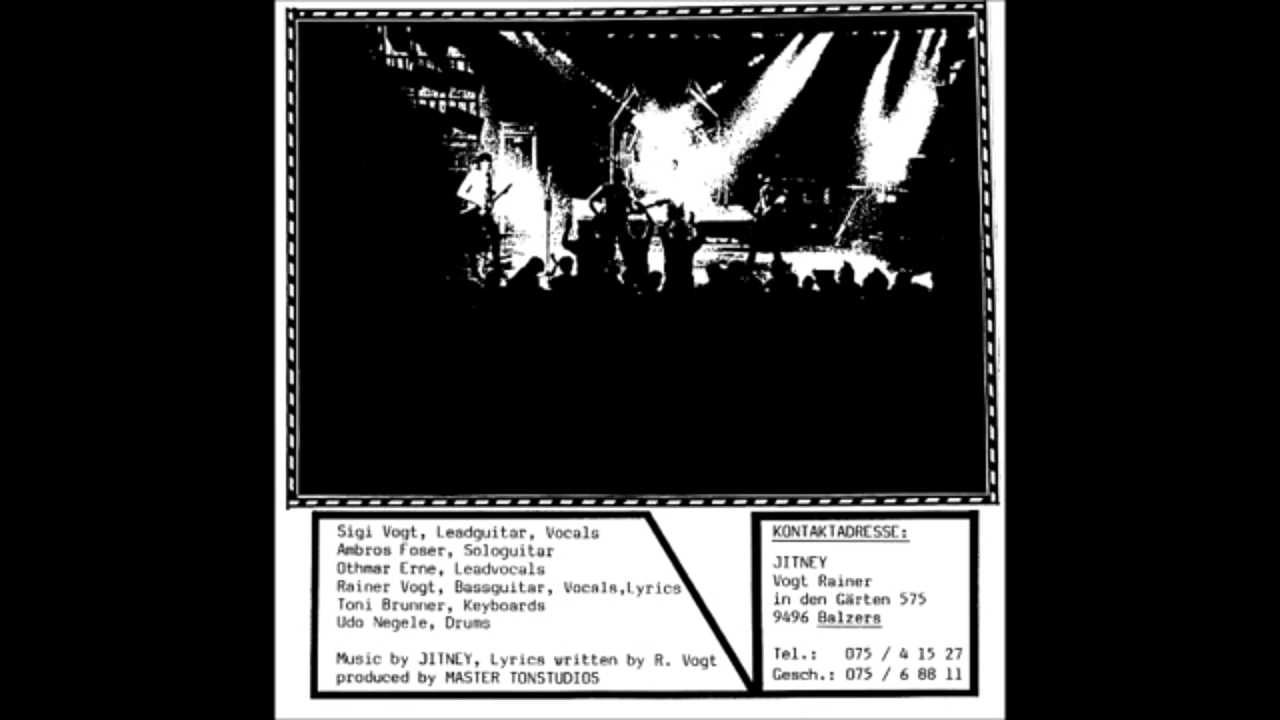 Sigi Vogt, Leadguitar, Vocals
Ambros Foser, Sologuitar
Othmar Erne, Leadvocals
Rainer Vogt, Bassguitar, Vocals,Lyrics
Toni Brunner, Keyboards
Udo Negele, Drums
Music by JITNEY, Lyrics written by R. Vogt
produced by MASTER TONSTUDIOS
KONTAKTADRESSE:
JITNEY
Vogt Rainer
in den Gärten 575
9496 Balzers
Tel.: 075 / 4 15 27
Gesch.: 075 / 6 88 11